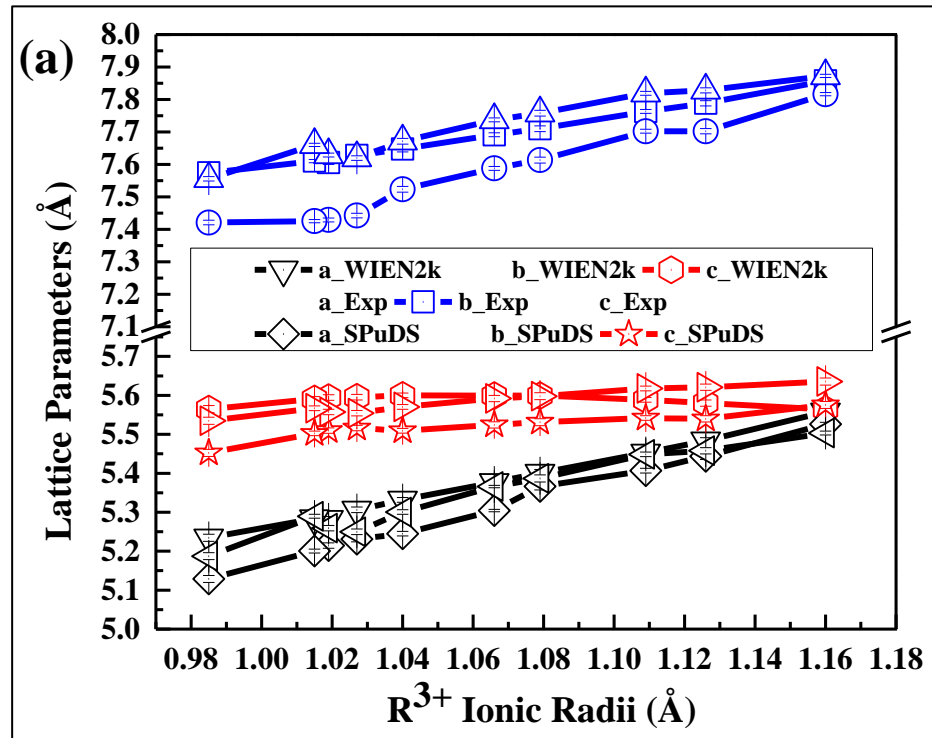 (a)
8.0
7.9
7.8
7.7
7.6
7.5
7.4
7.3
7.2
7.1
5.7
5.6
5.5
5.4
5.3
5.2
5.1
5.0
Lattice Parameters (Å)
a_WIEN2k b_WIEN2k c_WIEN2k
a_Exp b_Exp c_Exp
a_SPuDS b_SPuDS c_SPuDS
0.98 1.00 1.02 1.04 1.06 1.08 1.10 1.12 1.14 1.16 1.18
R³⁺ Ionic Radii (Å)